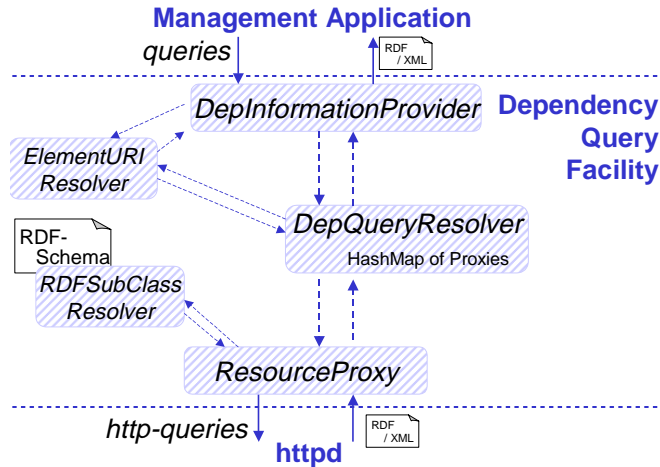 Management Application
queries
RDF
/ XML
DepInformationProvider
Dependency
Query
Facility
ElementURI
Resolver
DepQueryResolver
HashMap of Proxies
RDF-
Schema
RDFSubClass
Resolver
ResourceProxy
http-queries
RDF
/ XML
httpd